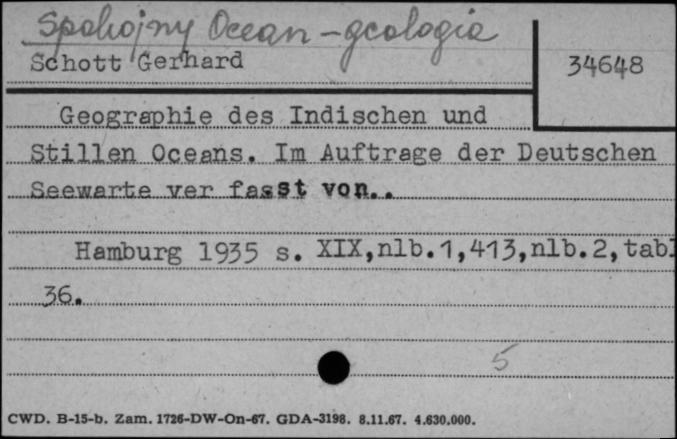 Spokojny Ocean - geologia
Schott Gerhard
34648
Geographie des Indischen und
Stillen Oceans. Im Auftrage der Deutschen
Seewarte ver fasst von..
Hamburg 1935 s. XIX,nlb.1,413,nlb.2,tabl
36.
5
CWD. B-15-b. Zam. 1726-DW-On-67. GDA-3198. 8.11.67. 4.630.000.